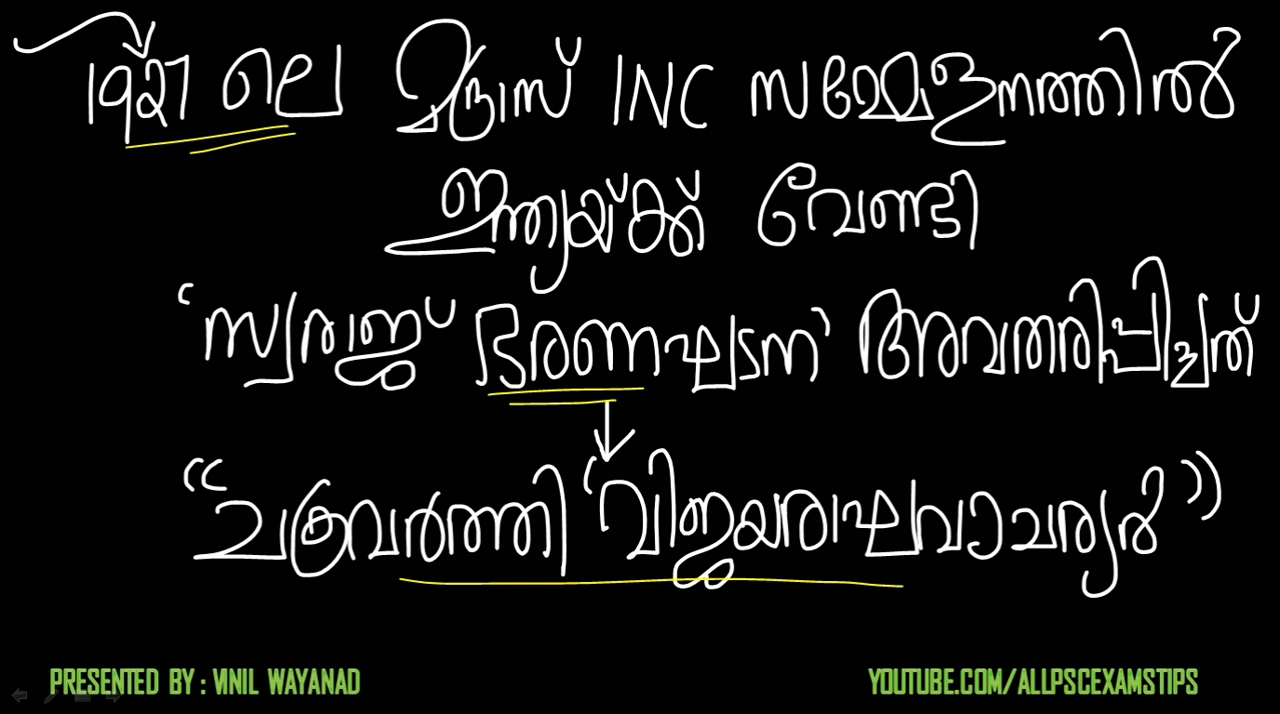 1927 ലെ മദ്രാസ് INC സമ്മേളനത്തിൽ
ഇന്ത്യയ്ക്ക് വേണ്ടി
‘സ്വരാജ് ഭരണഘടന’ അവതരിപ്പിച്ചത്
“ചക്രവർത്തി ‘വിജയരാഘവാചാര്യർ”
PRESENTED BY : VINIL WAYANAD
YOUTUBE.COM/ALLPSCEXAMSTIPS